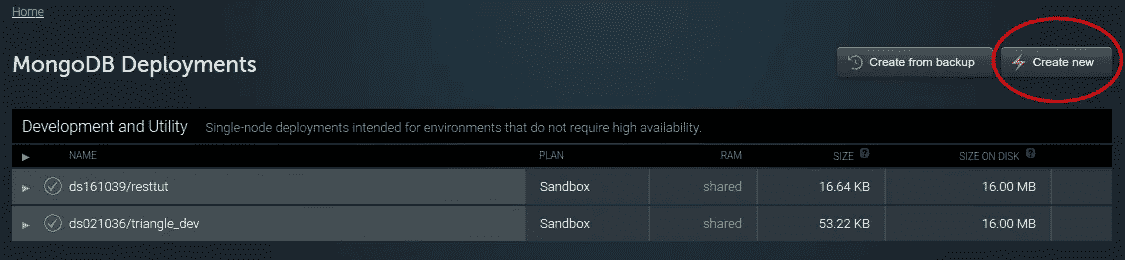 Home
MongoDB Deployments
Create from backup
Create new
Development and Utility Single-node deployments intended for environments that do not require high availability.
NAME PLAN RAM SIZE ? SIZE ON DISK ?
ds161039/resttut Sandbox shared 16.64 KB 16.00 MB
ds021036/triangle_dev Sandbox shared 53.22 KB 16.00 MB